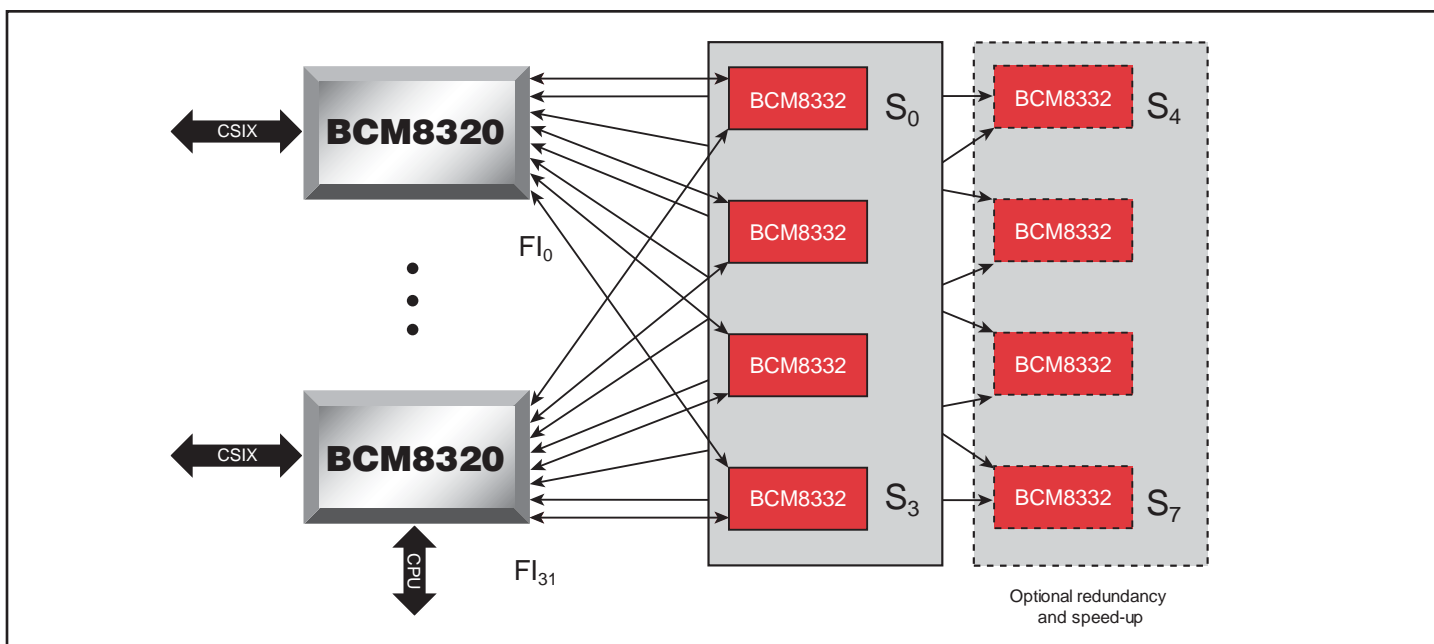 BCM8320
CSIX
FI0
BCM8320
CSIX
CPU
FI31
BCM8332
S0
BCM8332
BCM8332
BCM8332
S3
BCM8332
S4
BCM8332
BCM8332
BCM8332
S7
Optional redundancy
and speed-up